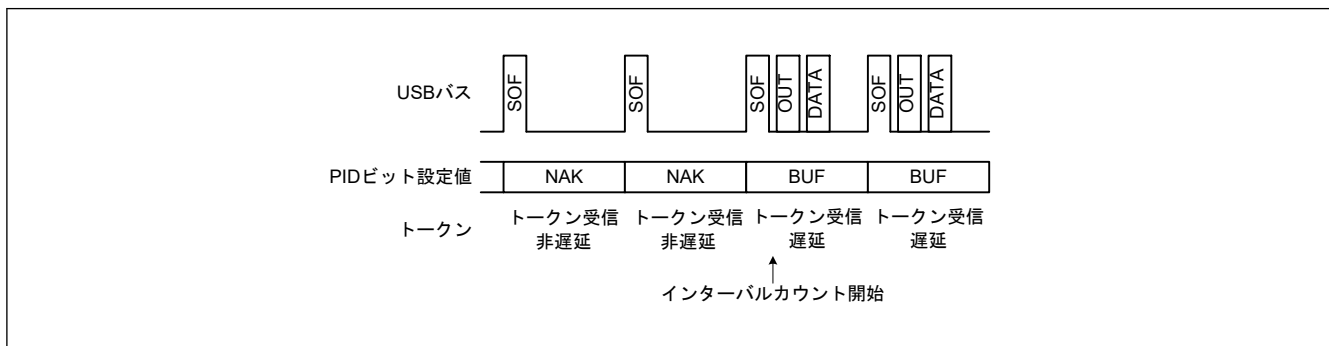 USBバス
SOF
SOF
SOF
OUT
DATA
SOF
OUT
DATA
PIDビット設定値
NAK
NAK
BUF
BUF
トークン
トークン受信
非遅延
トークン受信
非遅延
トークン受信
遅延
トークン受信
遅延
インターバルカウント開始